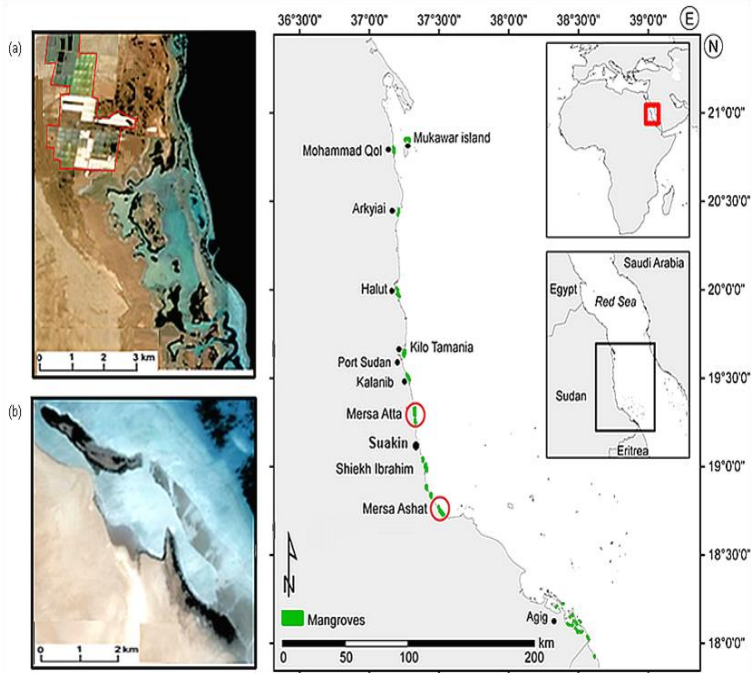 (a)
0 1 2 3 km
(b)
0 1 2 km
36°30'0" 37°0'0" 37°30'0" 38°0'0" 38°30'0" 39°0'0"
E
N
21°0'0"
20°30'0"
20°0'0"
19°30'0"
19°0'0"
18°30'0"
18°0'0"
Mukawar island
Mohammad Qol
Arkyiai
Halut
Kilo Tamania
Port Sudan
Kalanib
Mersa Atta
Suakin
Shiekh Ibrahim
Mersa Ashat
Agig
N
Mangroves
km
0 50 100 200
Saudi Arabia
Egypt
Red Sea
Sudan
Eritrea